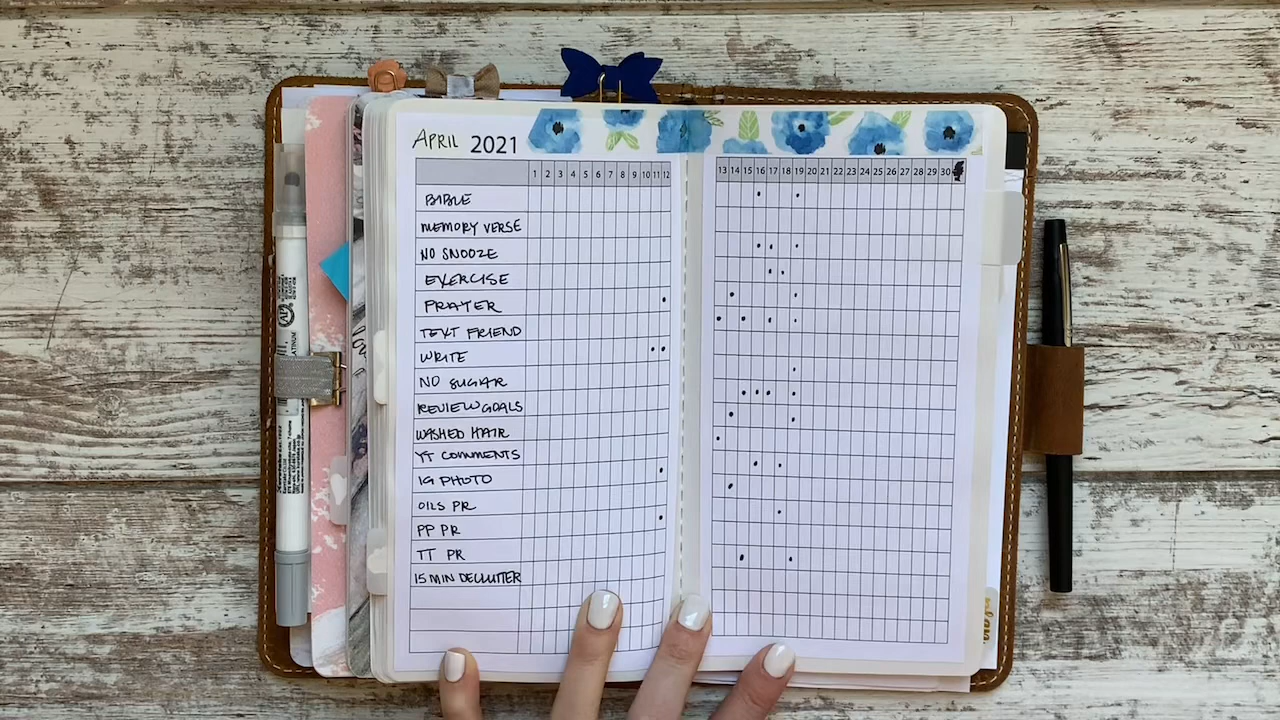 APRIL 2021
1 2 3 4 5 6 7 8 9 10 11 12 13 14 15 16 17 18 19 20 21 22 23 24 25 26 27 28 29 30
BIBLE
MEMORY VERSE
NO SNOOZE
EXERCISE
PRAYER
TEXT FRIEND
WRITE
NO SUGAR
REVIEW GOALS
WASHED HAIR
YT COMMENTS
IG PHOTO
OILS PR
PP PR
TT PR
15 MIN DECLUTTER